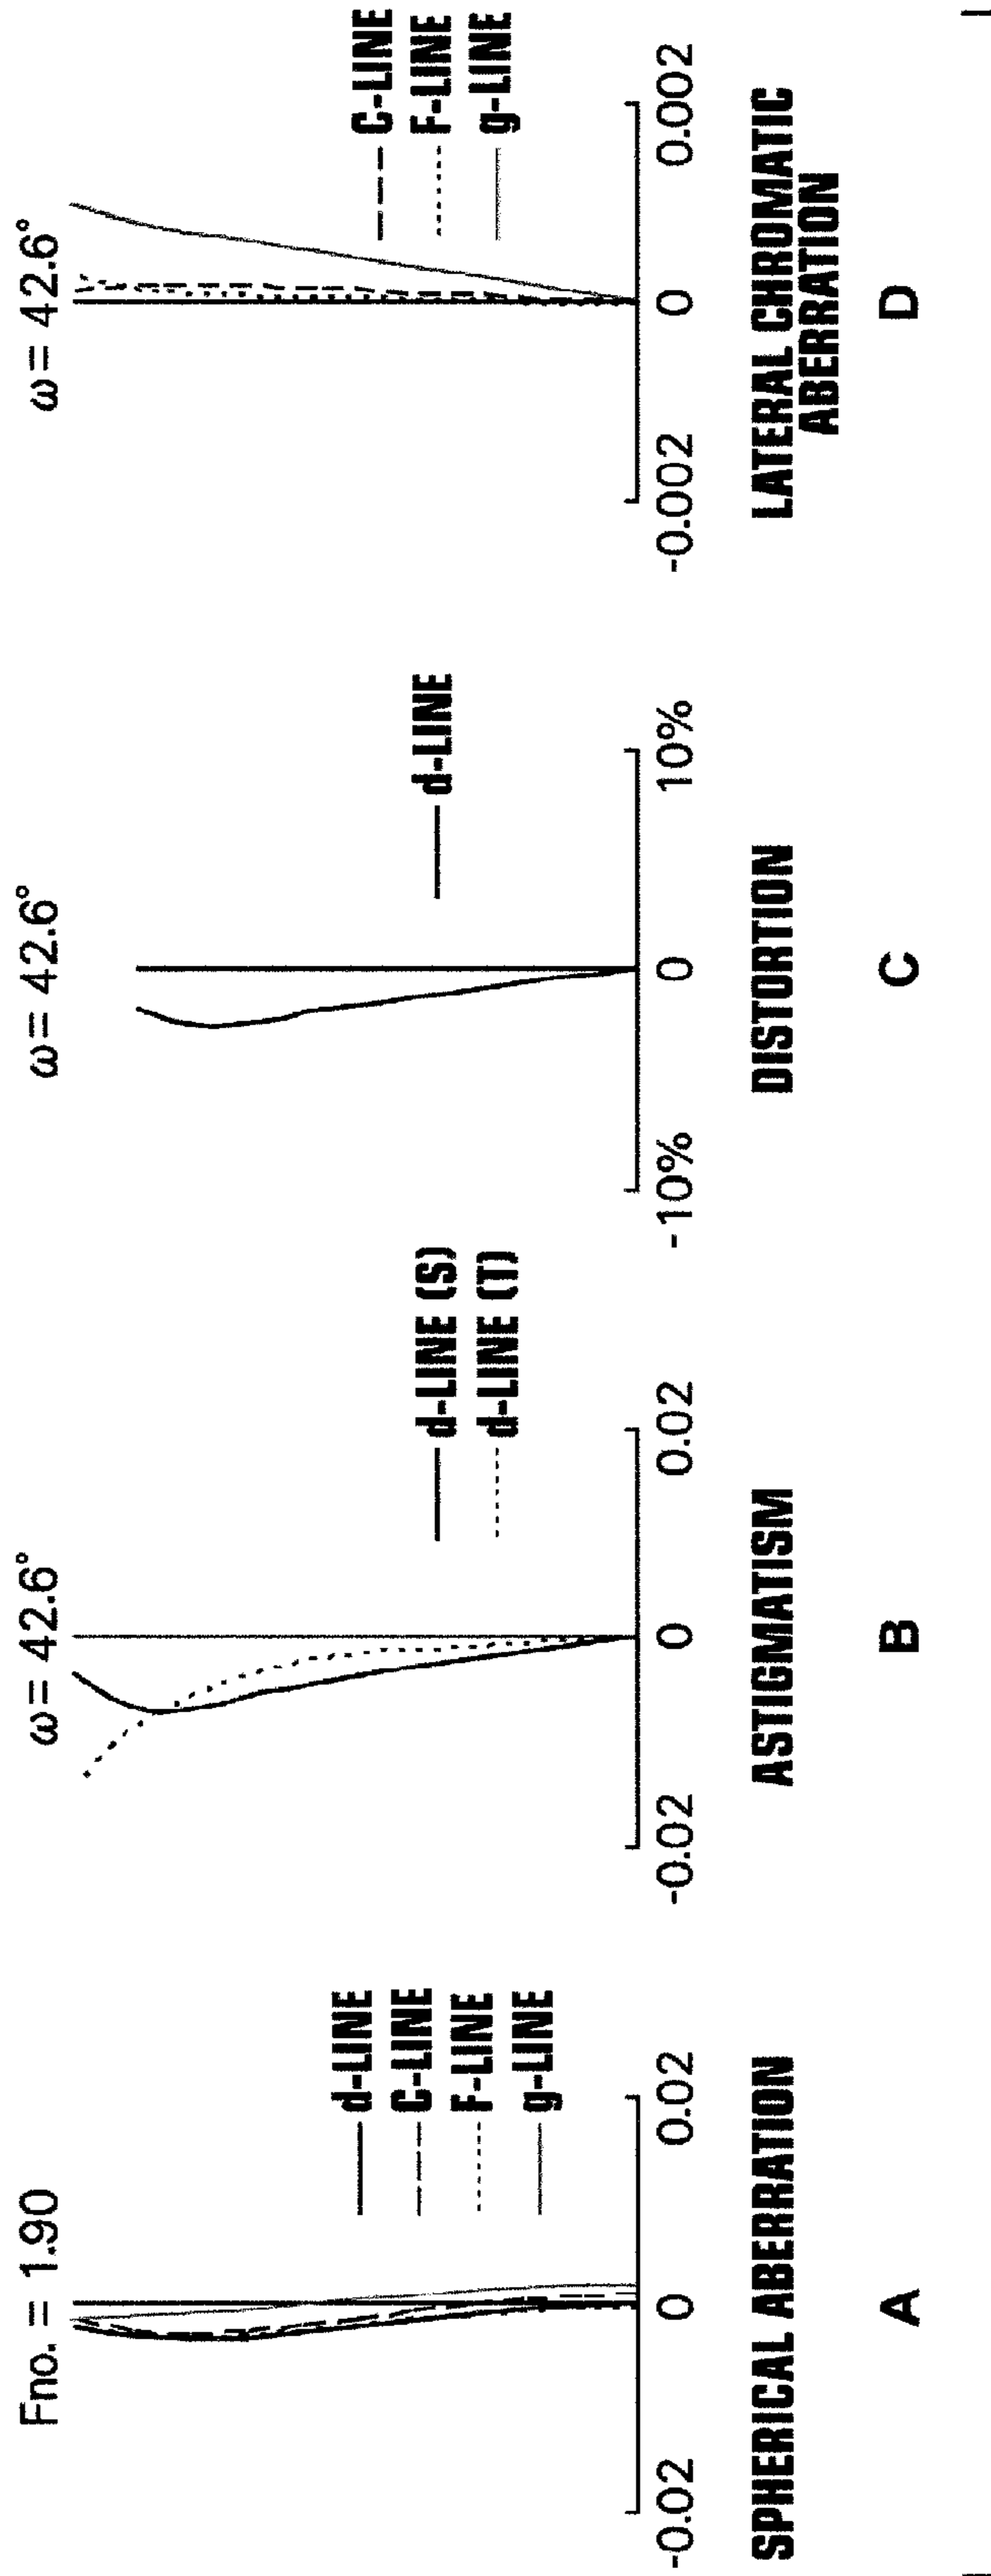 Fno. = 1.90
d-LINE
C-LINE
F-LINE
g-LINE
-0.02
0
0.02
SPHERICAL ABERRATION
A
ω= 42.6°
d-LINE (S)
d-LINE (T)
-0.02
0
0.02
ASTIGMATISM
B
ω= 42.6°
d-LINE
-10%
0
10%
DISTORTION
C
ω= 42.6°
C-LINE
F-LINE
g-LINE
-0.002
0
0.002
LATERAL CHROMATIC
ABERRATION
D